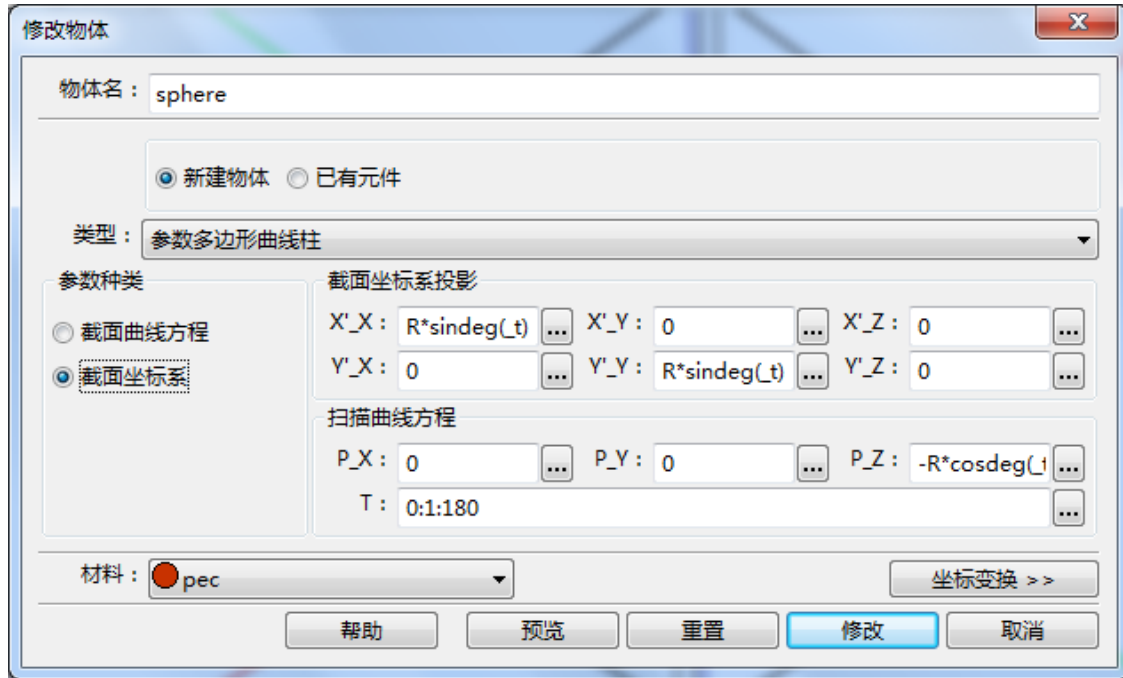 修改物体
物体名： sphere
新建物体 已有元件
类型： 参数多边形曲线柱
参数种类
截面曲线方程
截面坐标系
截面坐标系投影
X'_X： R*sindeg(_t) ... X'_Y： 0 ... X'_Z： 0 ...
Y'_X： 0 ... Y'_Y： R*sindeg(_t) ... Y'_Z： 0 ...
扫描曲线方程
P_X： 0 ... P_Y： 0 ... P_Z： -R*cosdeg(_t ...
T： 0:1:180 ...
材料： pec
坐标变换 >>
帮助 预览 重置 修改 取消